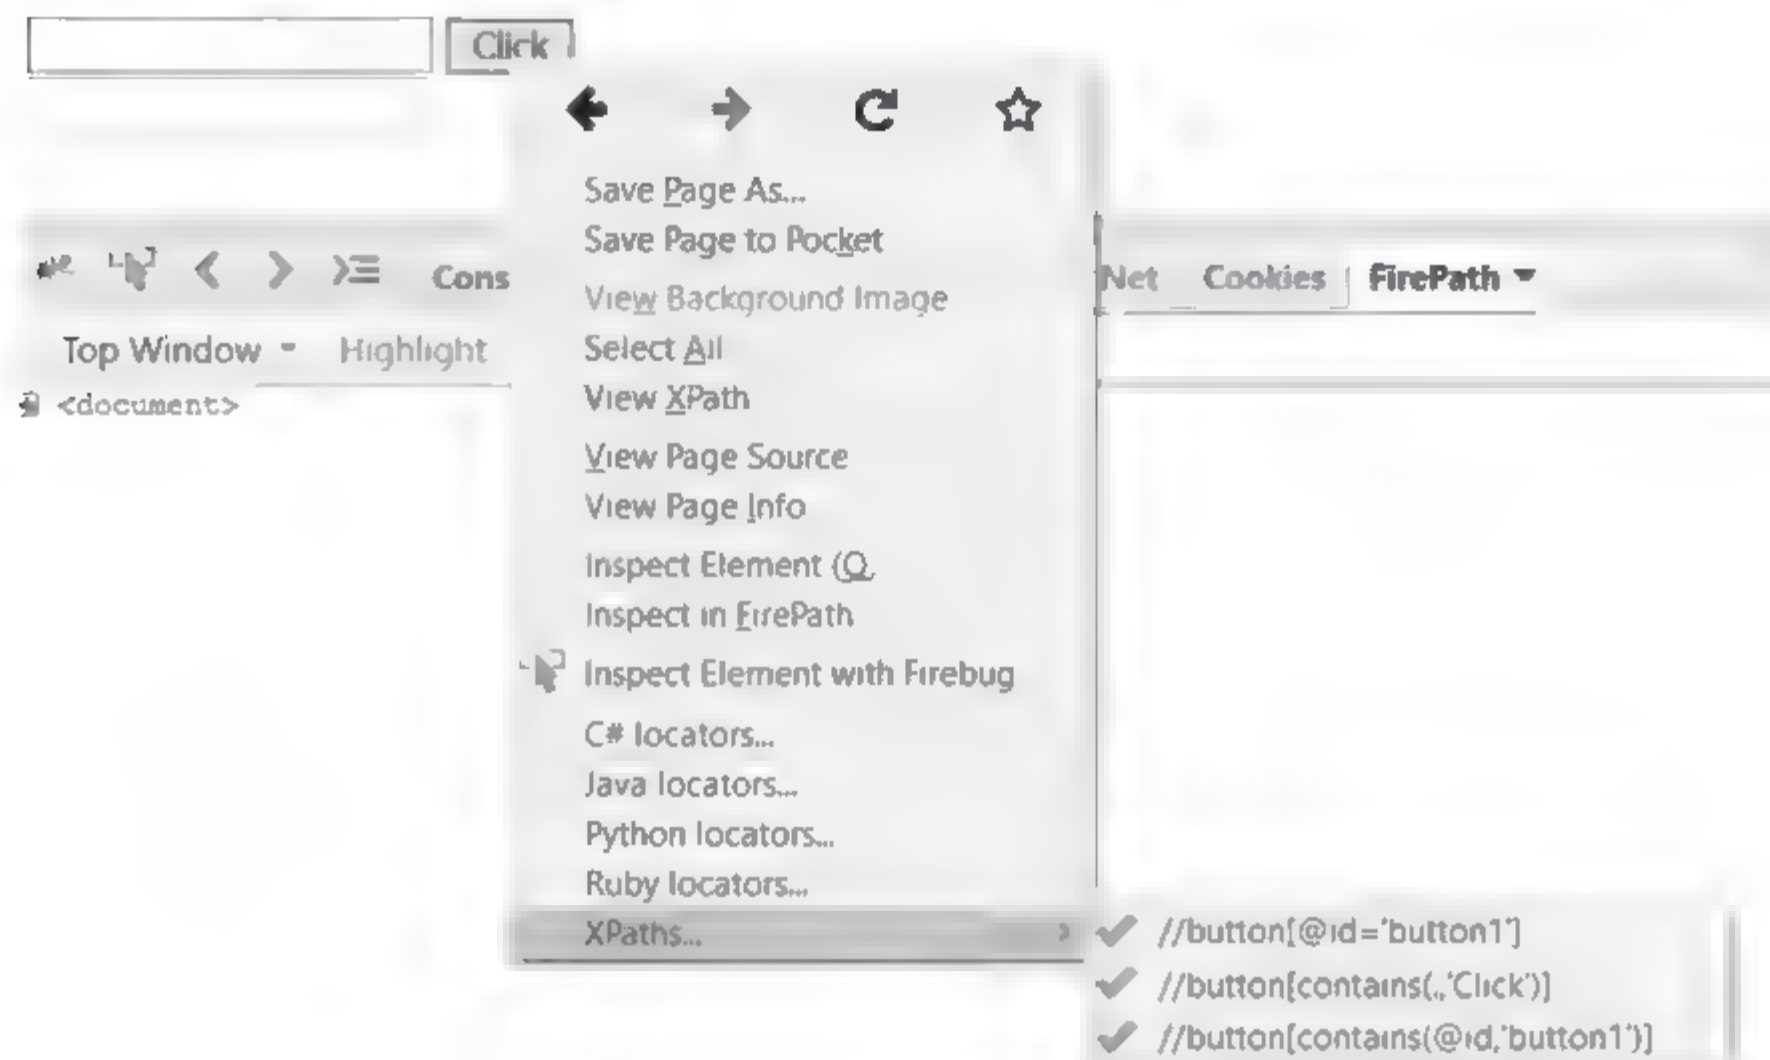 Click
Save Page As...
Save Page to Pocket
Cons
Net Cookies FirePath
View Background Image
Top Window Highlight
Select All
View XPath
<document>
View Page Source
View Page Info
Inspect Element (Q
Inspect in FirePath
Inspect Element with Firebug
C# locators...
Java locators...
Python locators...
Ruby locators...
XPaths...
//button[@id='button1']
//button[contains(.,'Click')]
//button[contains(@id,'button1')]